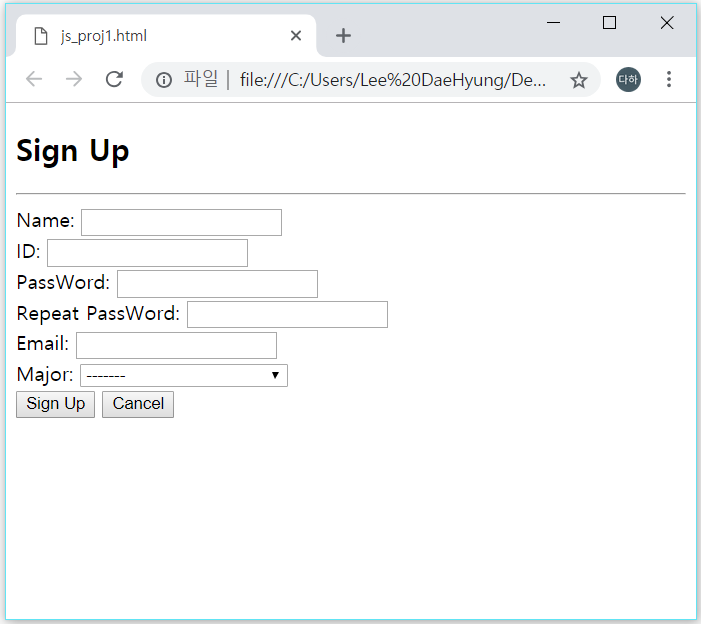 js_proj1.html
파일 | file:///C:/Users/Lee%20DaeHyung/De...
다하
Sign Up
Name:
ID:
PassWord:
Repeat PassWord:
Email:
Major: -------
Sign Up Cancel